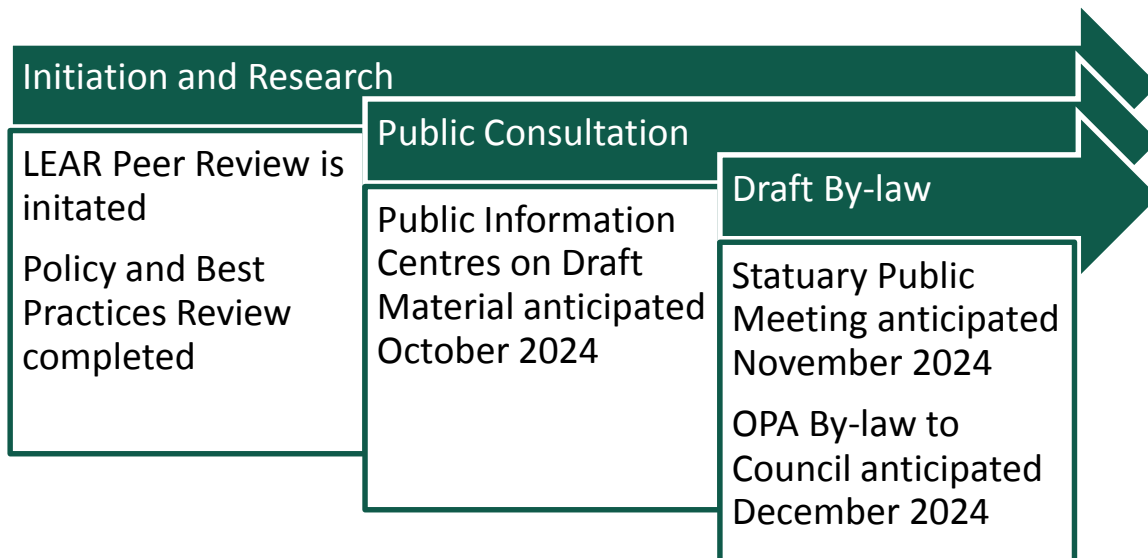 Initiation and Research
LEAR Peer Review is
initated
Policy and Best
Practices Review
completed
Public Consultation
Public Information
Centres on Draft
Material anticipated
October 2024
Draft By-law
Statuary Public
Meeting anticipated
November 2024
OPA By-law to
Council anticipated
December 2024